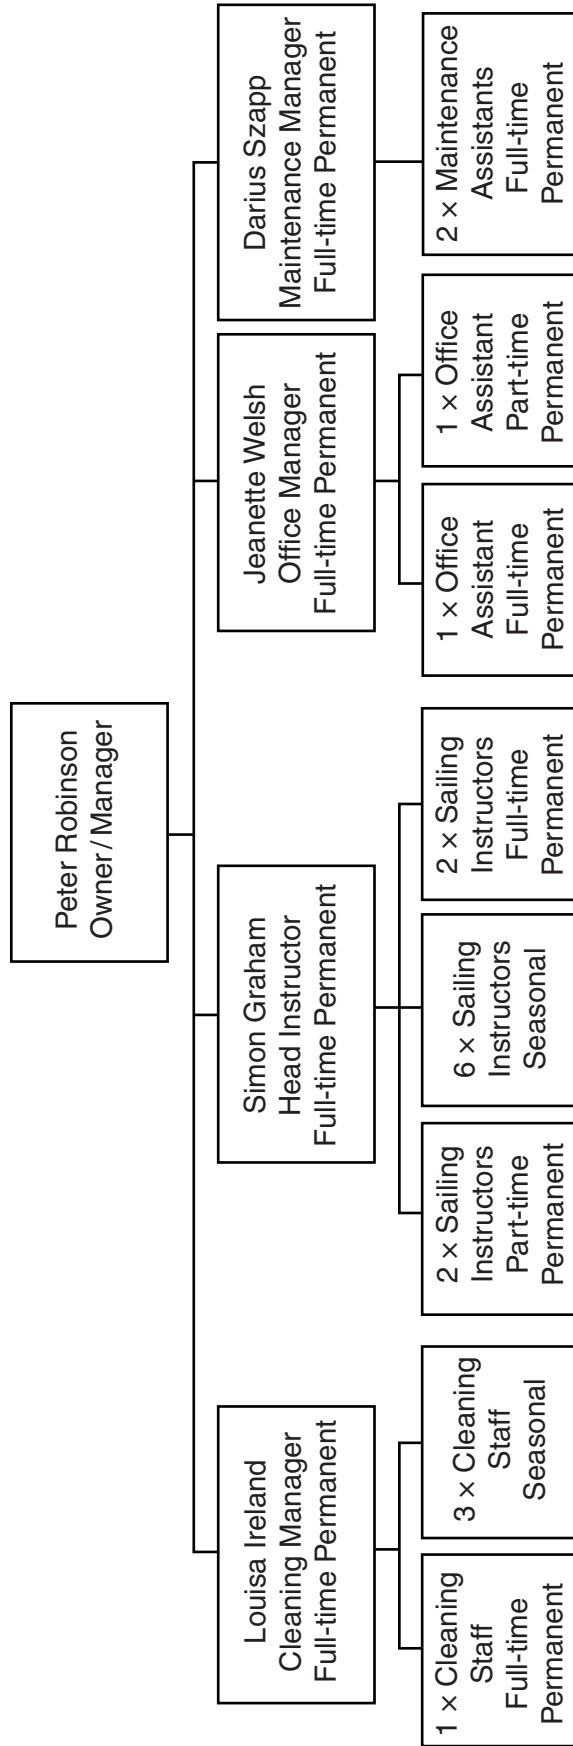 Peter Robinson
Owner / Manager
Louisa Ireland
Cleaning Manager
Full-time Permanent
Simon Graham
Head Instructor
Full-time Permanent
Jeanette Welsh
Office Manager
Full-time Permanent
Darius Szapp
Maintenance Manager
Full-time Permanent
1 × Cleaning
Staff
Full-time
Permanent
3 × Cleaning
Staff
Seasonal
2 × Sailing
Instructors
Part-time
Permanent
6 × Sailing
Instructors
Seasonal
2 × Sailing
Instructors
Full-time
Permanent
1 × Office
Assistant
Full-time
Permanent
1 × Office
Assistant
Part-time
Permanent
2 × Maintenance
Assistants
Full-time
Permanent